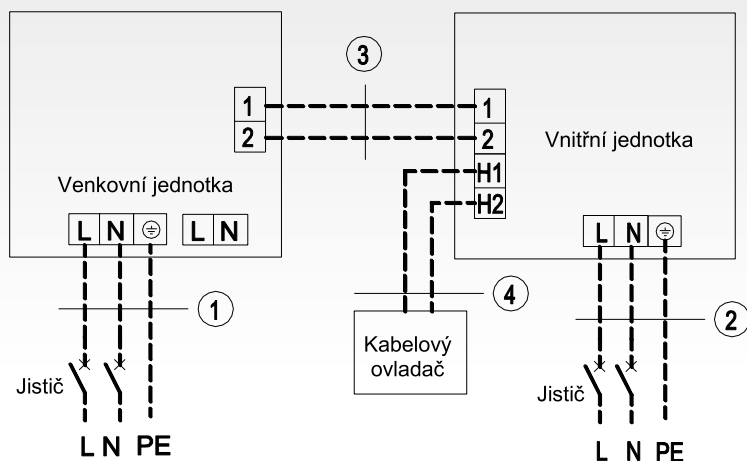 3
1
2
1
2
H1
H2
Venkovní jednotka
Vnitřní jednotka
L N
L N
L N
1
4
2
Kabelový
ovladač
Jistič
Jistič
L N PE
L N PE